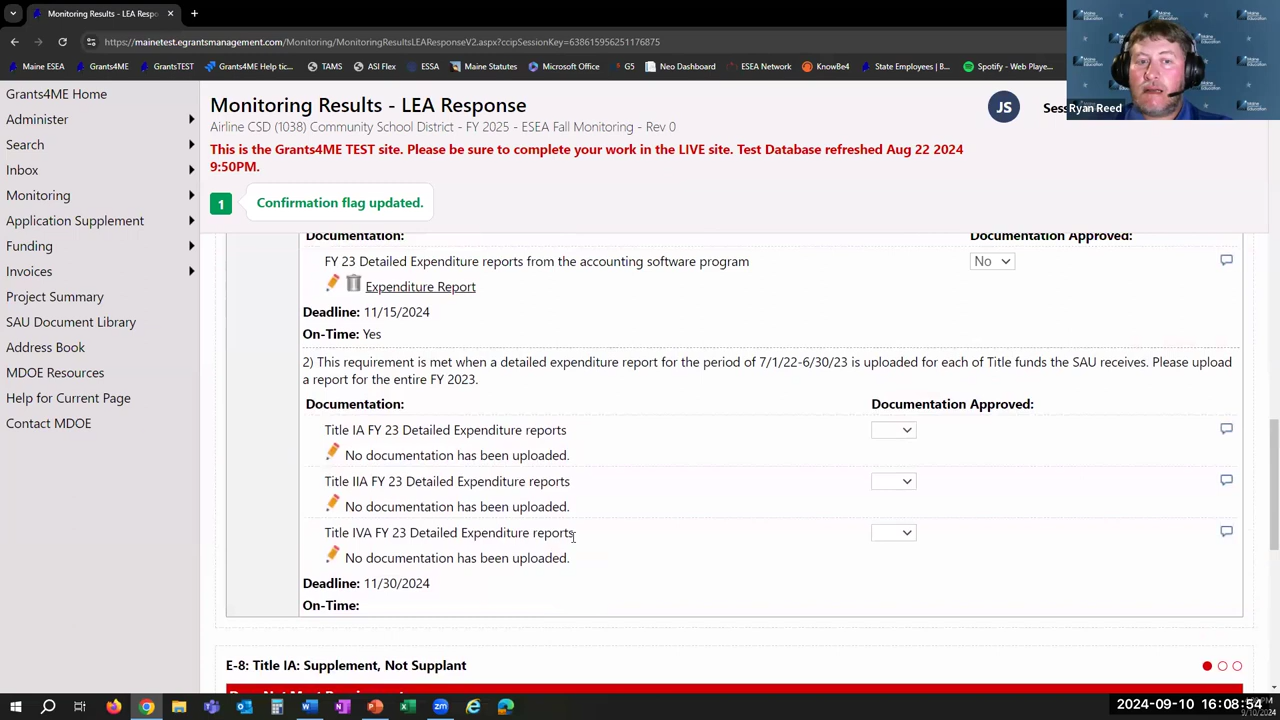 Monitoring Results - LEA Respo
https://mainetest.egrantsmanagement.com/Monitoring/MonitoringResultsLEAResponseV2.aspx?ccipSessionKey=638615956251176875
Maine ESEA
Grants4ME
GrantsTEST
Grants4ME Help tic...
TAMS
ASI Flex
ESSA
Maine Statutes
Microsoft Office
G5
Neo Dashboard
ESEA Network
KnowBe4
State Employees | B...
Spotify - Web Playe...
Ryan Reed
Grants4ME Home
Administer
Search
Inbox
Monitoring
Application Supplement
Funding
Invoices
Project Summary
SAU Document Library
Address Book
MDOE Resources
Help for Current Page
Contact MDOE
Monitoring Results - LEA Response
JS
Ses
Airline CSD (1038) Community School District - FY 2025 - ESEA Fall Monitoring - Rev 0
This is the Grants4ME TEST site. Please be sure to complete your work in the LIVE site. Test Database refreshed Aug 22 2024
9:50PM.
1
Confirmation flag updated.
Documentation:
Documentation Approved:
FY 23 Detailed Expenditure reports from the accounting software program
No
Expenditure Report
Deadline: 11/15/2024
On-Time: Yes
2) This requirement is met when a detailed expenditure report for the period of 7/1/22-6/30/23 is uploaded for each of Title funds the SAU receives. Please upload
a report for the entire FY 2023.
Documentation:
Documentation Approved:
Title IA FY 23 Detailed Expenditure reports
No documentation has been uploaded.
Title IIA FY 23 Detailed Expenditure reports
No documentation has been uploaded.
Title IVA FY 23 Detailed Expenditure reports
No documentation has been uploaded.
Deadline: 11/30/2024
On-Time:
E-8: Title IA: Supplement, Not Supplant
2024-09-10 16:08:54